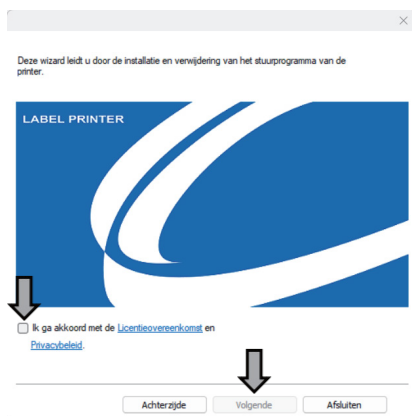 Deze wizard leidt u door de installatie en verwijdering van het stuurprogramma van de
printer.
LABEL PRINTER
Ik ga akkoord met de Licentieovereenkomst en
Privacybeleid.
Achterzijde Volgende Afsluiten